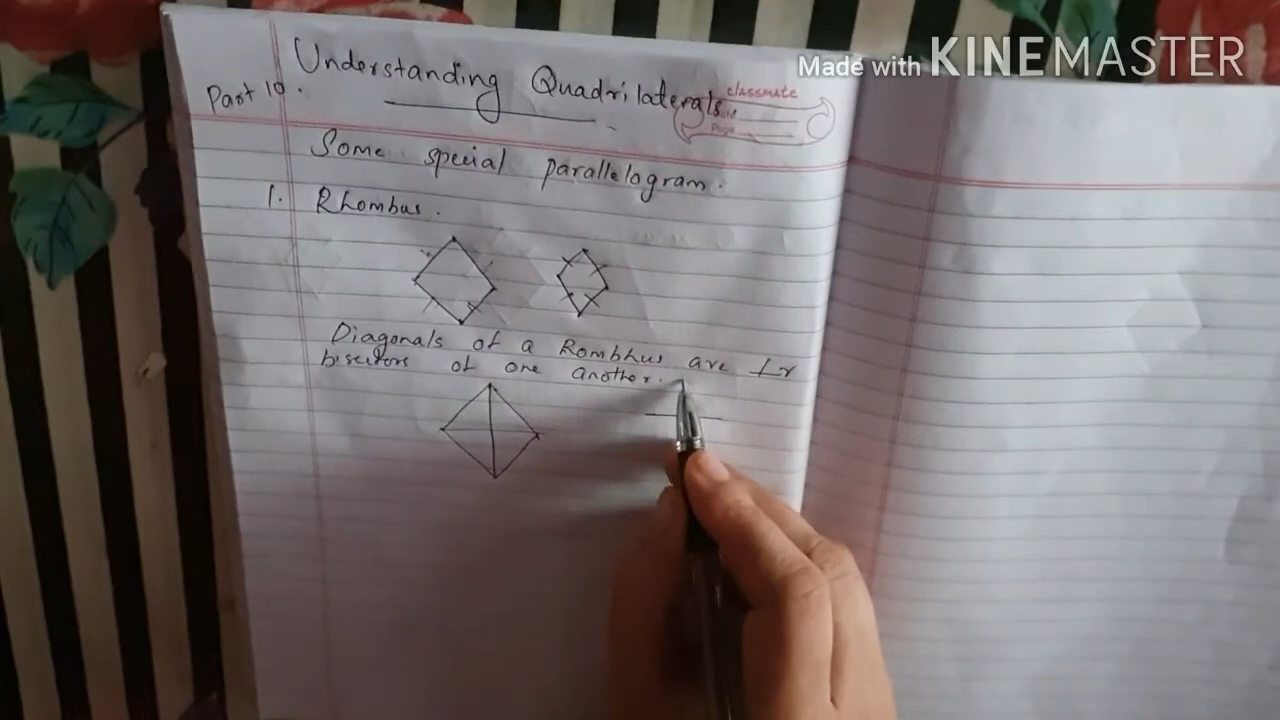 Made with KINEMASTER
Understanding Quadrilaterals
Part 10.
classmate
Page
Some special parallelogram.
1. Rhombus.
Diagonals of a Rombhus are ⊥r
bisectors of one another.